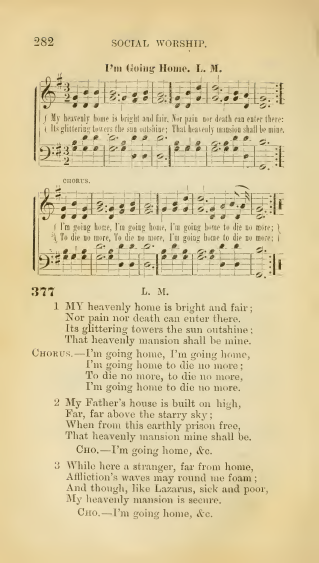 282
SOCIAL WORSHIP.
I'm Going Home. L. M.
My heavenly home is bright and fair, Nor pain nor death can enter there:
Its glittering towers the sun outshine; That heavenly mansion shall be mine.
CHORUS.
I'm going home, I'm going home, I'm going home to die no more;
To die no more, To die no more, I'm going home to die no more;
377
L. M.
1 MY heavenly home is bright and fair;
Nor pain nor death can enter there.
Its glittering towers the sun outshine;
That heavenly mansion shall be mine.
CHORUS.—I'm going home, I'm going home,
I'm going home to die no more;
To die no more, to die no more,
I'm going home to die no more.
2 My Father's house is built on high,
Far, far above the starry sky;
When from this earthly prison free,
That heavenly mansion mine shall be.
CHO.—I'm going home, &c.
3 While here a stranger, far from home,
Affliction's waves may round me foam;
And though, like Lazarus, sick and poor,
My heavenly mansion is secure.
CHO.—I'm going home, &c.